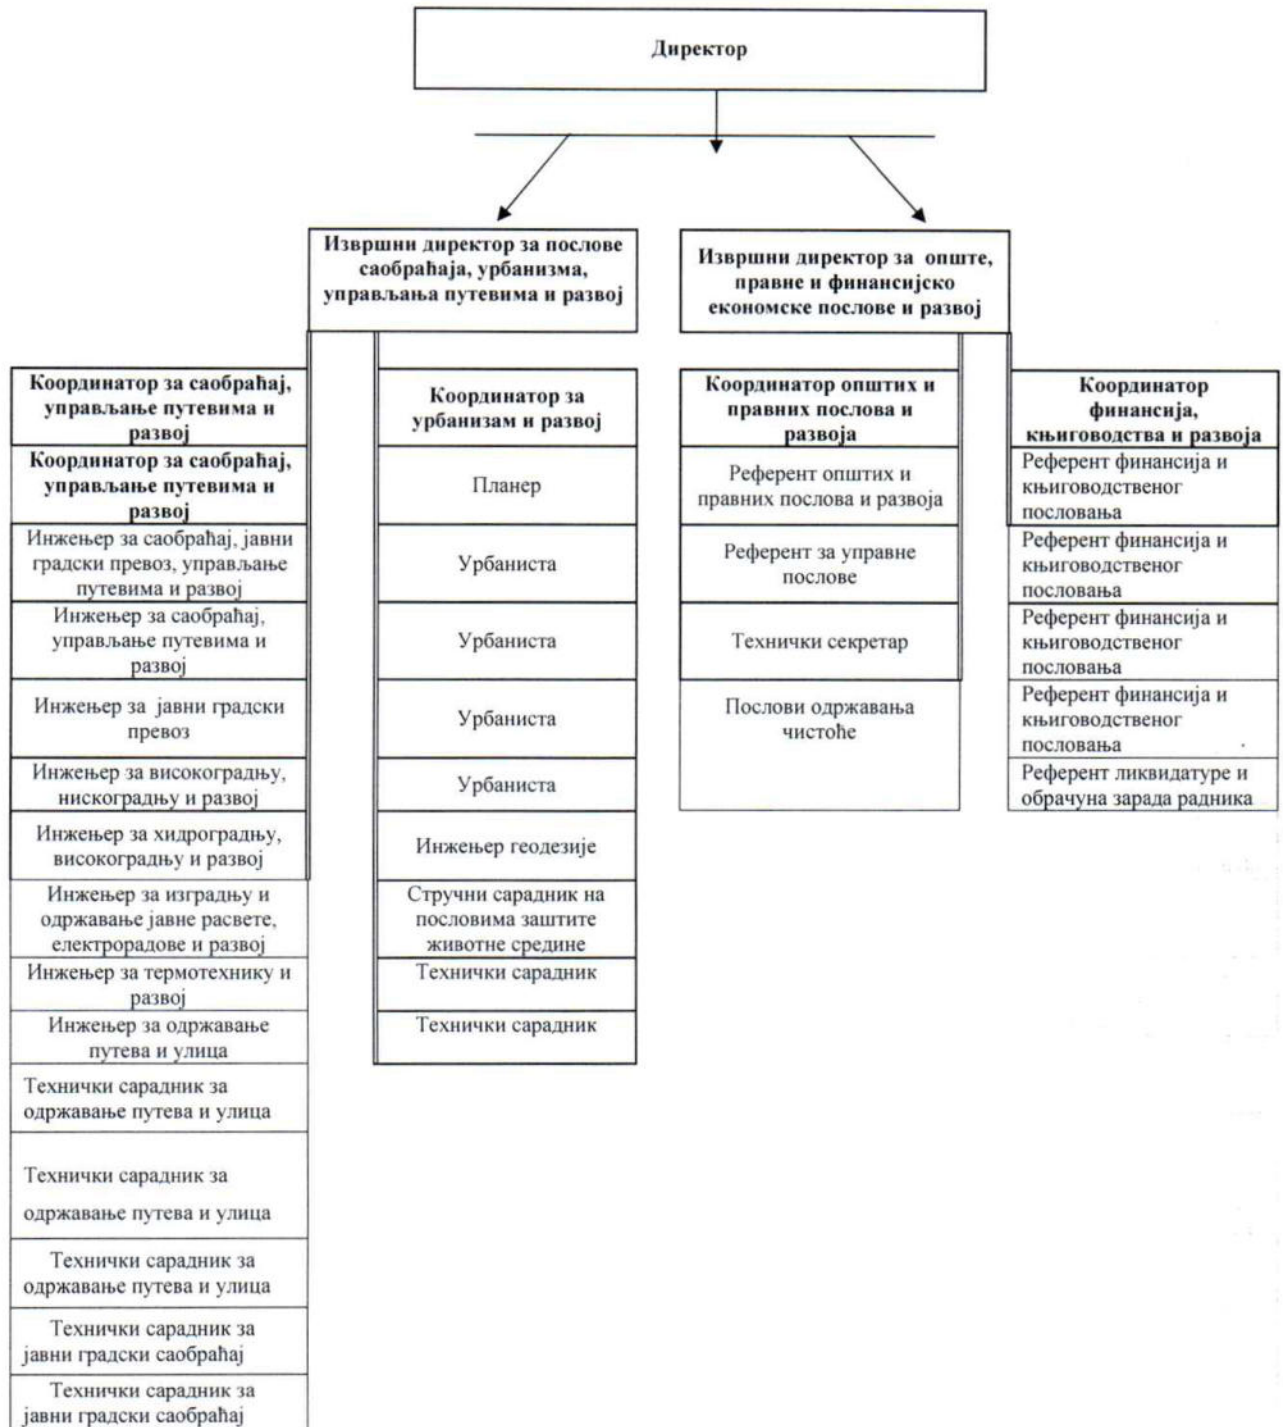 Директор
Извршни директор за послове
саобраћаја, урбанизма,
управљања путевима и развој
Извршни директор за опште,
правне и финансијско
економске послове и развој
Координатор за саобраћај,
управљање путевима и
развој
Координатор за саобраћај,
управљање путевима и
развој
Инжењер за саобраћај, јавни
градски превоз, управљање
путевима и развој
Инжењер за саобраћај,
управљање путевима и
развој
Инжењер за јавни градски
превоз
Инжењер за високоградњу,
нискоградњу и развој
Инжењер за хидроградњу,
високоградњу и развој
Инжењер за изградњу и
одржавање јавне расвете,
електрорадове и развој
Инжењер за термотехнику и
развој
Инжењер за одржавање
путева и улица
Технички сарадник за
одржавање путева и улица
Технички сарадник за
одржавање путева и улица
Технички сарадник за
одржавање путева и улица
Технички сарадник за
јавни градски саобраћај
Технички сарадник за
јавни градски саобраћај
Координатор за
урбанизам и развој
Планер
Урбаниста
Урбаниста
Урбаниста
Урбаниста
Инжењер геодезије
Стручни сарадник на
пословима заштите
животне средине
Технички сарадник
Технички сарадник
Координатор општих и
правних послова и
развоја
Референт општих и
правних послова и развоја
Референт за управне
послове
Технички секретар
Послови одржавања
чистоће
Координатор
финансија,
књиговодства и развоја
Референт финансија и
књиговодственог
пословања
Референт финансија и
књиговодственог
пословања
Референт финансија и
књиговодственог
пословања
Референт финансија и
књиговодственог
пословања
Референт ликвидатуре и
обрачуна зарада радника